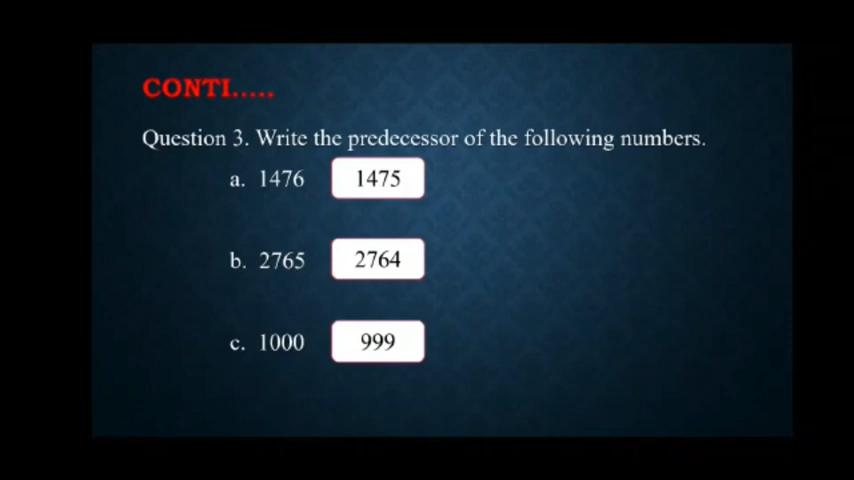 CONTI.....
Question 3. Write the predecessor of the following numbers.
a. 1476 1475
b. 2765 2764
c. 1000 999